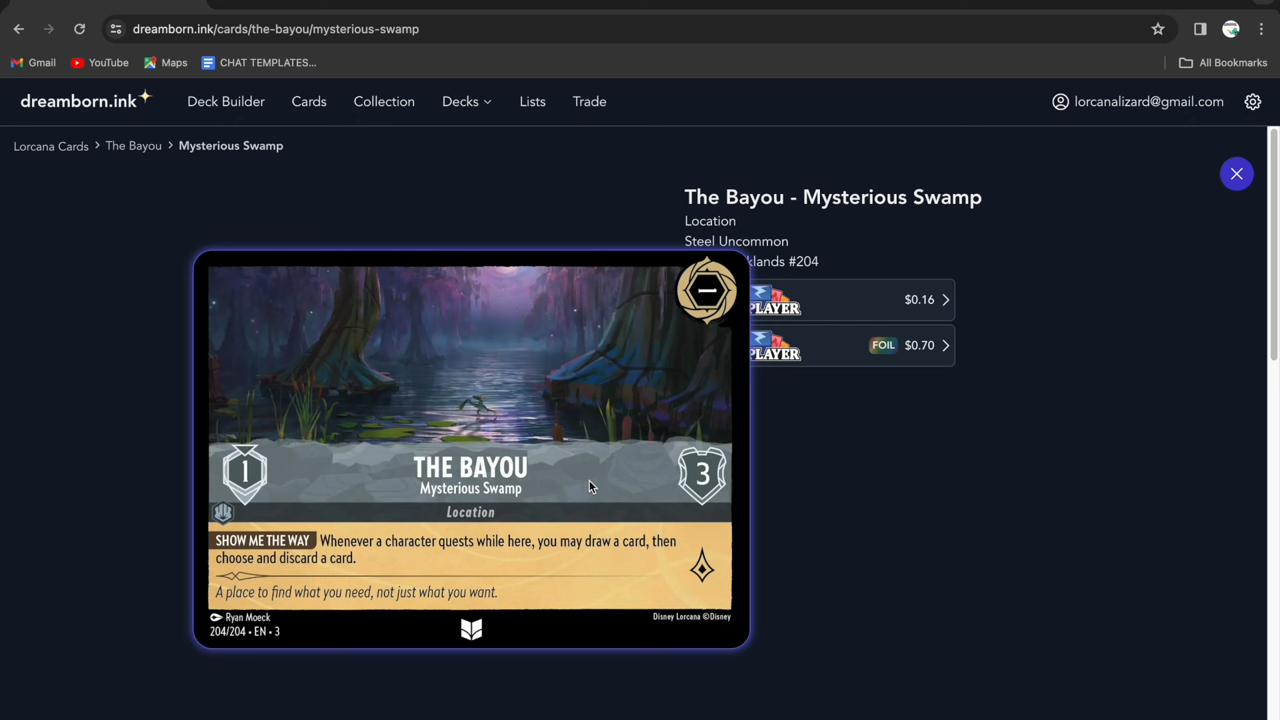 dreamborn.ink/cards/the-bayou/mysterious-swamp
Gmail YouTube Maps CHAT TEMPLATES... All Bookmarks
dreamborn.ink Deck Builder Cards Collection Decks Lists Trade lorcanalizard@gmail.com
Lorcana Cards > The Bayou > Mysterious Swamp
The Bayou - Mysterious Swamp
Location
Steel Uncommon
klands #204
PLAYER $0.16
PLAYER FOIL $0.70
1
1 THE BAYOU 3
Mysterious Swamp
Location
SHOW ME THE WAY Whenever a character quests while here, you may draw a card, then
choose and discard a card.
A place to find what you need, not just what you want.
Ryan Moeck Disney Lorcana ©Disney
204/204 • EN • 3